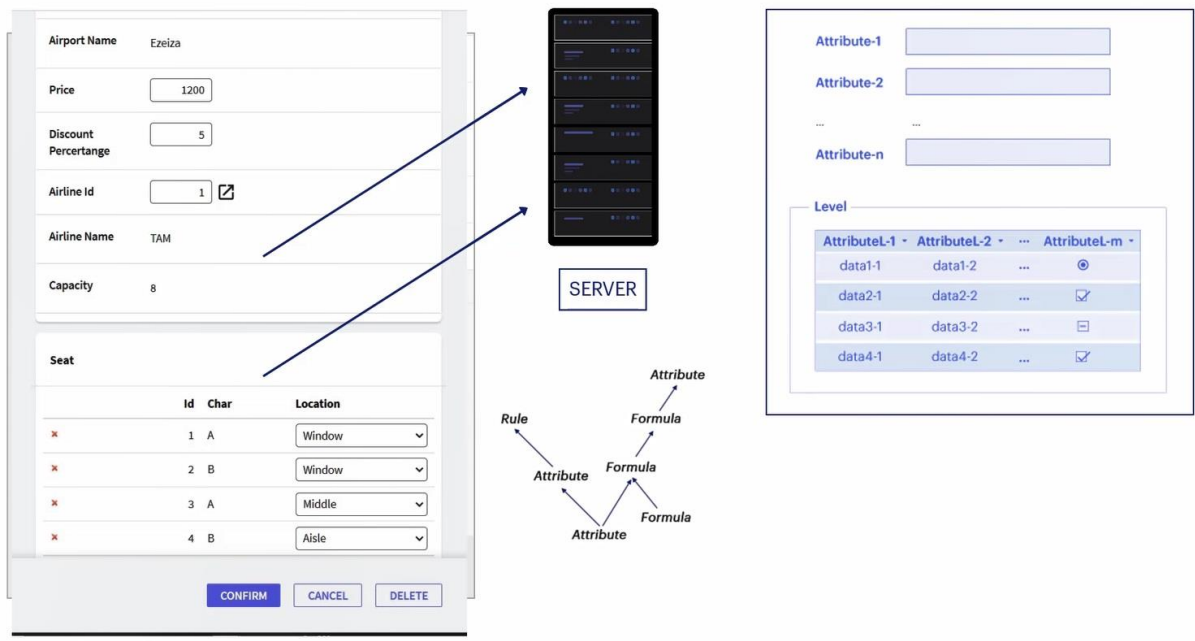 Airport Name Ezeiza
Price 1200
Discount
Percertange 5
Airline Id 1
Airline Name TAM
Capacity 8
Seat
Id Char Location
1 A Window
2 B Window
3 A Middle
4 B Aisle
CONFIRM CANCEL DELETE
SERVER
Attribute
Rule Formula
Attribute Formula
Formula
Attribute
Attribute-1
Attribute-2
... ...
Attribute-n
Level
AttributeL-1 AttributeL-2 ... AttributeL-m
data1-1 data1-2 ...
data2-1 data2-2 ...
data3-1 data3-2 ...
data4-1 data4-2 ...